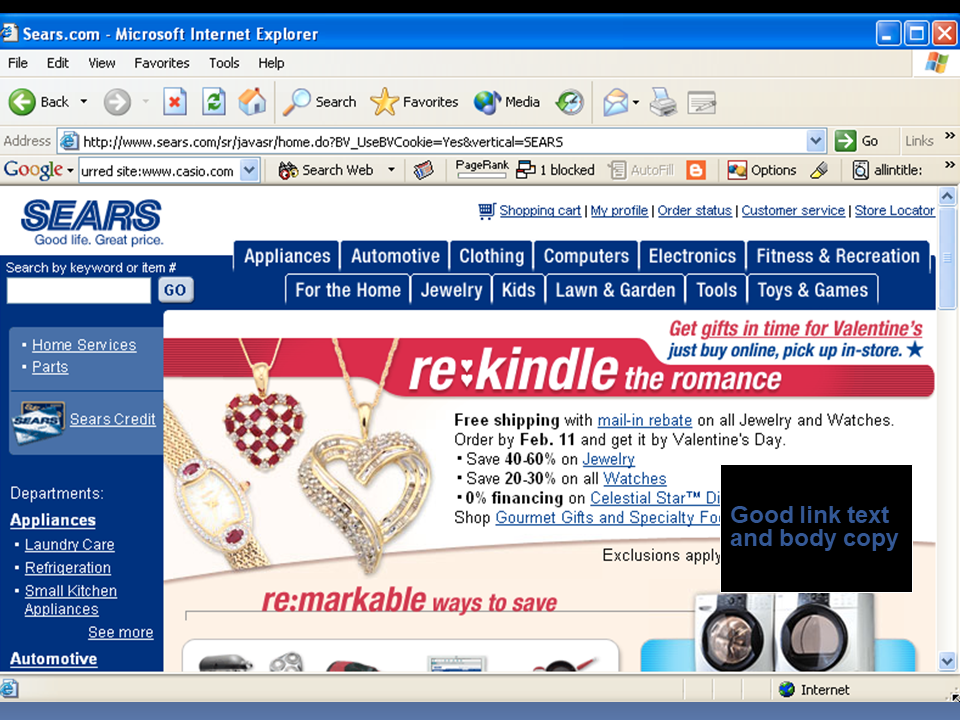 Sears.com - Microsoft Internet Explorer
File Edit View Favorites Tools Help
Back Search Favorites Media
Address http://www.sears.com/sr/javasr/home.do?BV_UseBVCookie=Yes&vertical=SEARS Go Links »
Google urred site:www.casio.com Search Web PageRank 1 blocked AutoFill Options allintitle: »
SEARS
Good life. Great price.
Shopping cart | My profile | Order status | Customer service | Store Locator
Appliances Automotive Clothing Computers Electronics Fitness & Recreation
Search by keyword or item #
GO
For the Home Jewelry Kids Lawn & Garden Tools Toys & Games
• Home Services
• Parts
SEARS Sears Credit
Departments:
Appliances
• Laundry Care
• Refrigeration
• Small Kitchen
Appliances
See more
Automotive
Get gifts in time for Valentine's
just buy online, pick up in-store. ★
re:kindle the romance
Free shipping with mail-in rebate on all Jewelry and Watches.
Order by Feb. 11 and get it by Valentine's Day.
• Save 40-60% on Jewelry
• Save 20-30% on all Watches
• 0% financing on Celestial Star™ Di
Shop Gourmet Gifts and Specialty Foo
Exclusions apply
Good link text
and body copy
re:markable ways to save
Internet